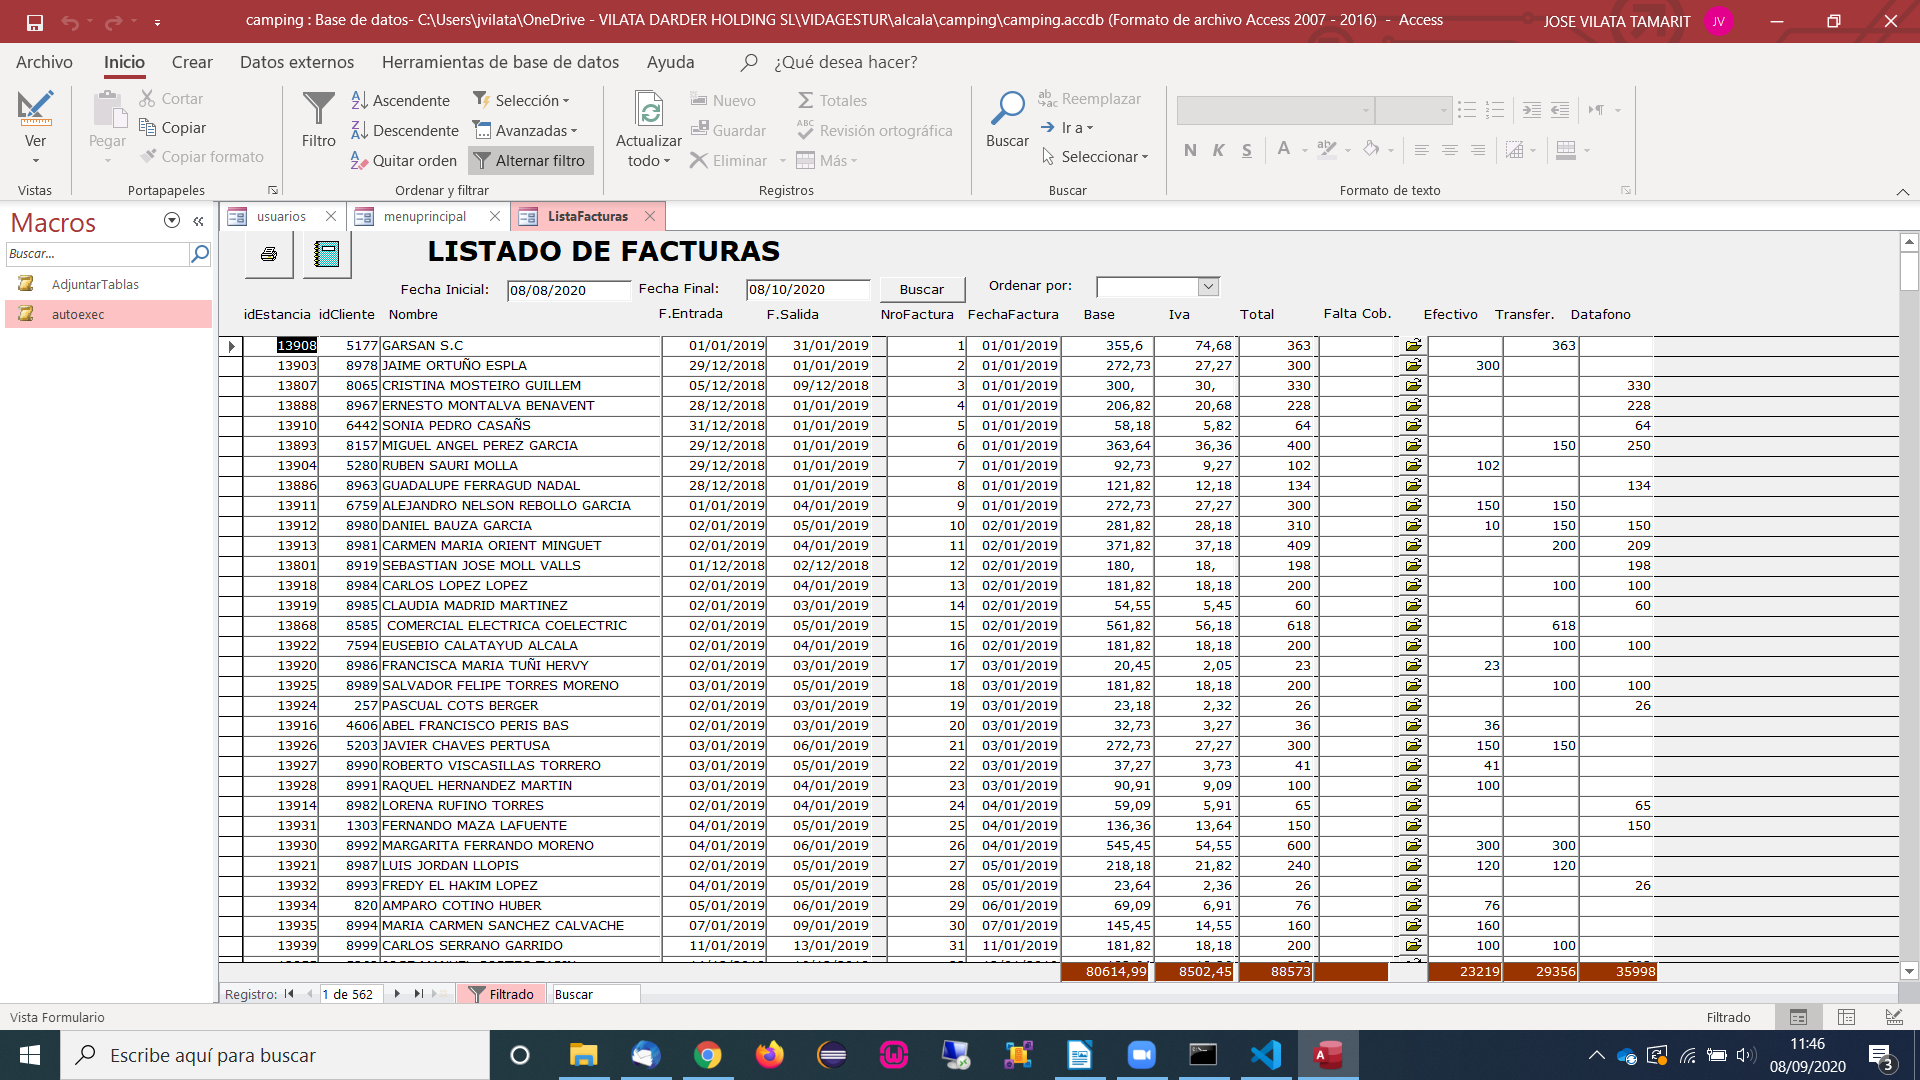 camping : Base de datos- C:\Users\jvilata\OneDrive - VILATA DARDER HOLDING SL\VIDAGESTUR\alcala\camping\camping.accdb (Formato de archivo Access 2007 - 2016) - Access JOSE VILATA TAMARIT JV
Archivo Inicio Crear Datos externos Herramientas de base de datos Ayuda ¿Qué desea hacer?
Cortar Ascendente Selección Nuevo Totales Reemplazar
Copiar Descendente Avanzadas Guardar Revisión ortográfica Ir a
Ver Pegar Filtro Actualizar todo Buscar
Copiar formato Quitar orden Alternar filtro Eliminar Más Seleccionar N K S A
Vistas Portapapeles Ordenar y filtrar Registros Buscar Formato de texto
Macros
Buscar...
AdjuntarTablas
autoexec
usuarios menuprincipal ListaFacturas
LISTADO DE FACTURAS
Fecha Inicial: 08/08/2020 Fecha Final: 08/10/2020 Buscar Ordenar por:
idEstancia idCliente Nombre F.Entrada F.Salida NroFactura FechaFactura Base Iva Total Falta Cob. Efectivo Transfer. Datafono
13908 5177 GARSAN S.C 01/01/2019 31/01/2019 1 01/01/2019 355,6 74,68 363 363
13903 8978 JAIME ORTUÑO ESPLA 29/12/2018 01/01/2019 2 01/01/2019 272,73 27,27 300 300
13807 8065 CRISTINA MOSTEIRO GUILLEM 05/12/2018 09/12/2018 3 01/01/2019 300, 30, 330 330
13888 8967 ERNESTO MONTALVA BENAVENT 28/12/2018 01/01/2019 4 01/01/2019 206,82 20,68 228 228
13910 6442 SONIA PEDRO CASAÑS 31/12/2018 01/01/2019 5 01/01/2019 58,18 5,82 64 64
13893 8157 MIGUEL ANGEL PEREZ GARCIA 29/12/2018 01/01/2019 6 01/01/2019 363,64 36,36 400 150 250
13904 5280 RUBEN SAURI MOLLA 29/12/2018 01/01/2019 7 01/01/2019 92,73 9,27 102 102
13886 8963 GUADALUPE FERRAGUD NADAL 28/12/2018 01/01/2019 8 01/01/2019 121,82 12,18 134 134
13911 6759 ALEJANDRO NELSON REBOLLO GARCIA 01/01/2019 04/01/2019 9 01/01/2019 272,73 27,27 300 150 150
13912 8980 DANIEL BAUZA GARCIA 02/01/2019 05/01/2019 10 02/01/2019 281,82 28,18 310 10 150 150
13913 8981 CARMEN MARIA ORIENT MINGUET 02/01/2019 04/01/2019 11 02/01/2019 371,82 37,18 409 200 209
13801 8919 SEBASTIAN JOSE MOLL VALLS 01/12/2018 02/12/2018 12 02/01/2019 180, 18, 198 198
13918 8984 CARLOS LOPEZ LOPEZ 02/01/2019 04/01/2019 13 02/01/2019 181,82 18,18 200 100 100
13919 8985 CLAUDIA MADRID MARTINEZ 02/01/2019 03/01/2019 14 02/01/2019 54,55 5,45 60 60
13868 8585 COMERCIAL ELECTRICA COELECTRIC 02/01/2019 05/01/2019 15 02/01/2019 561,82 56,18 618 618
13922 7594 EUSEBIO CALATAYUD ALCALA 02/01/2019 04/01/2019 16 02/01/2019 181,82 18,18 200 100 100
13920 8986 FRANCISCA MARIA TUÑI HERVY 02/01/2019 03/01/2019 17 03/01/2019 20,45 2,05 23 23
13925 8989 SALVADOR FELIPE TORRES MORENO 03/01/2019 05/01/2019 18 03/01/2019 181,82 18,18 200 100 100
13924 257 PASCUAL COTS BERGER 02/01/2019 03/01/2019 19 03/01/2019 23,18 2,32 26 26
13916 4606 ABEL FRANCISCO PERIS BAS 02/01/2019 03/01/2019 20 03/01/2019 32,73 3,27 36 36
13926 5203 JAVIER CHAVES PERTUSA 03/01/2019 06/01/2019 21 03/01/2019 272,73 27,27 300 150 150
13927 8990 ROBERTO VISCASILLAS TORRERO 03/01/2019 05/01/2019 22 03/01/2019 37,27 3,73 41 41
13928 8991 RAQUEL HERNANDEZ MARTIN 03/01/2019 04/01/2019 23 03/01/2019 90,91 9,09 100 100
13914 8982 LORENA RUFINO TORRES 02/01/2019 04/01/2019 24 04/01/2019 59,09 5,91 65 65
13931 1303 FERNANDO MAZA LAFUENTE 04/01/2019 05/01/2019 25 04/01/2019 136,36 13,64 150 150
13930 8992 MARGARITA FERRANDO MORENO 04/01/2019 06/01/2019 26 04/01/2019 545,45 54,55 600 300 300
13921 8987 LUIS JORDAN LLOPIS 02/01/2019 05/01/2019 27 05/01/2019 218,18 21,82 240 120 120
13932 8993 FREDY EL HAKIM LOPEZ 04/01/2019 05/01/2019 28 05/01/2019 23,64 2,36 26 26
13934 820 AMPARO COTINO HUBER 05/01/2019 06/01/2019 29 06/01/2019 69,09 6,91 76 76
13935 8994 MARIA CARMEN SANCHEZ CALVACHE 07/01/2019 09/01/2019 30 07/01/2019 145,45 14,55 160 160
13939 8999 CARLOS SERRANO GARRIDO 11/01/2019 13/01/2019 31 11/01/2019 181,82 18,18 200 100 100
80614,99 8502,45 88573 23219 29356 35998
Registro: 1 de 562 Filtrado Buscar
Vista Formulario Filtrado
Escribe aquí para buscar 11:46
08/09/2020 3